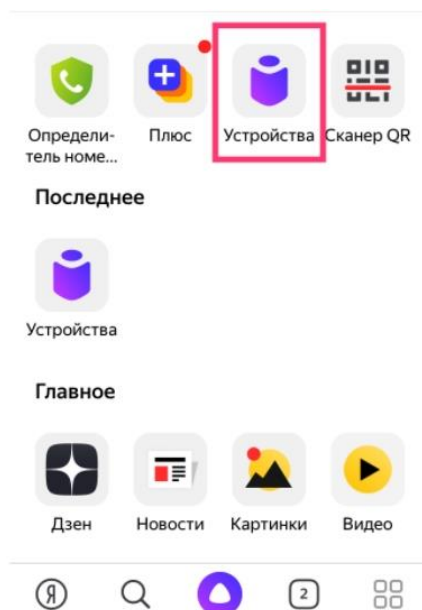 Определи-
тель номе...
Плюс
Устройства
Сканер QR
Последнее
Устройства
Главное
Дзен
Новости
Картинки
Видео
Я
2